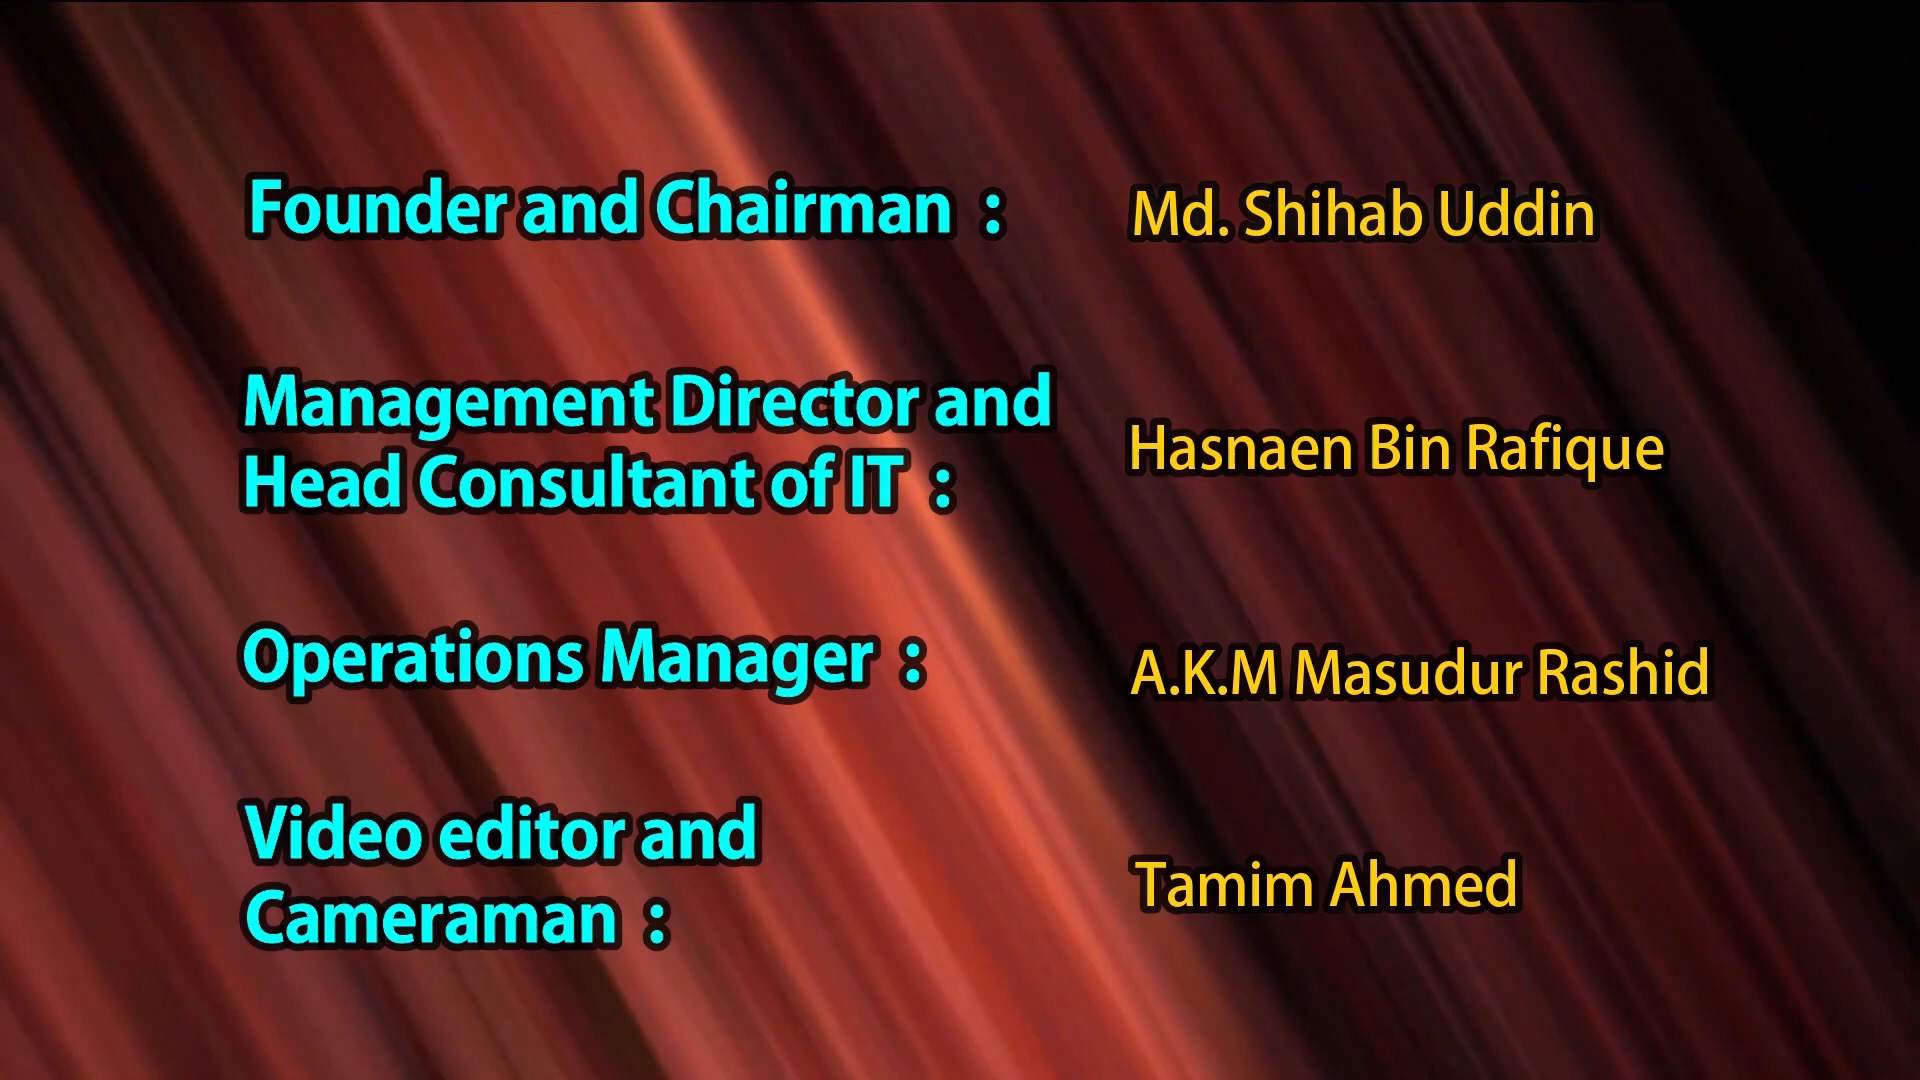 Founder and Chairman : Md. Shihab Uddin
Management Director and
Head Consultant of IT : Hasnaen Bin Rafique
Operations Manager : A.K.M Masudur Rashid
Video editor and
Cameraman : Tamim Ahmed